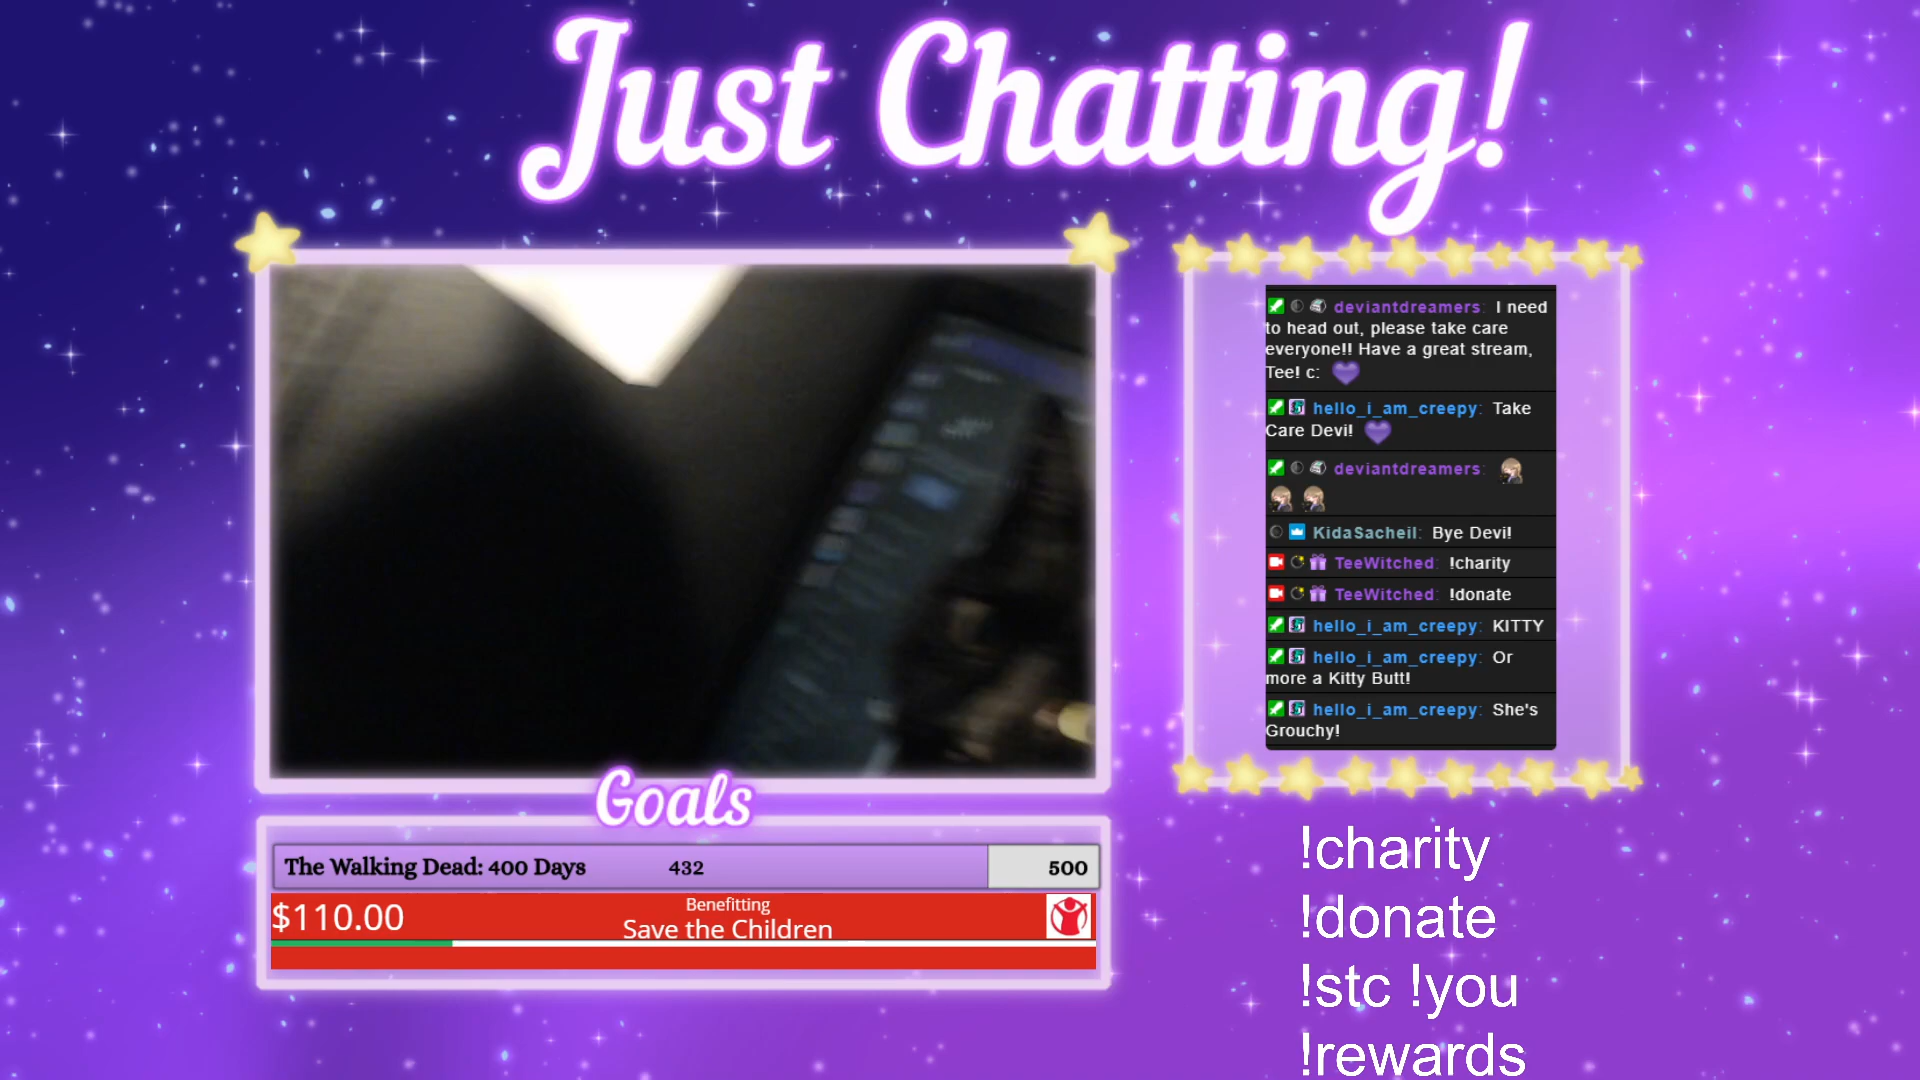 Just Chatting!
deviantdreamers: I need
to head out, please take care
everyone!! Have a great stream,
Tee! c:
hello_i_am_creepy: Take
Care Devi!
deviantdreamers:
KidaSacheil: Bye Devi!
TeeWitched: !charity
TeeWitched: !donate
hello_i_am_creepy: KITTY
hello_i_am_creepy: Or
more a Kitty Butt!
hello_i_am_creepy: She's
Grouchy!
Goals
The Walking Dead: 400 Days 432 500
$110.00
Benefitting
Save the Children
!charity
!donate
!stc !you
!rewards